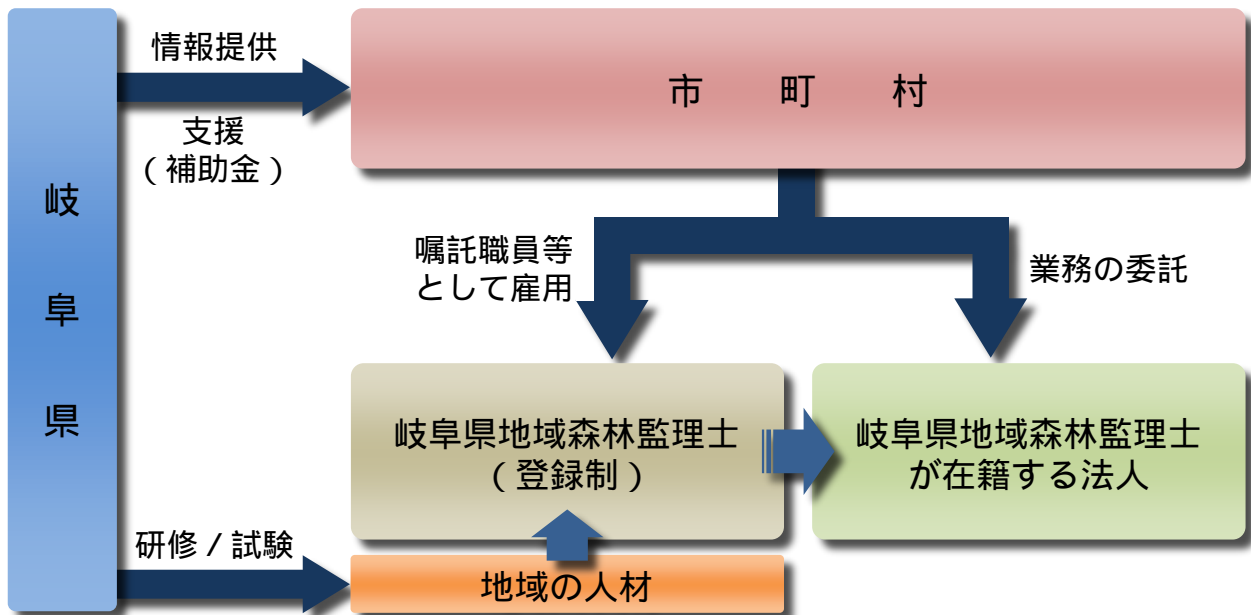 岐阜県
情報提供
支援
(補助金)
市 町 村
嘱託職員等
として雇用
業務の委託
岐阜県地域森林監理士
(登録制)
岐阜県地域森林監理士
が在籍する法人
研修/試験
地域の人材